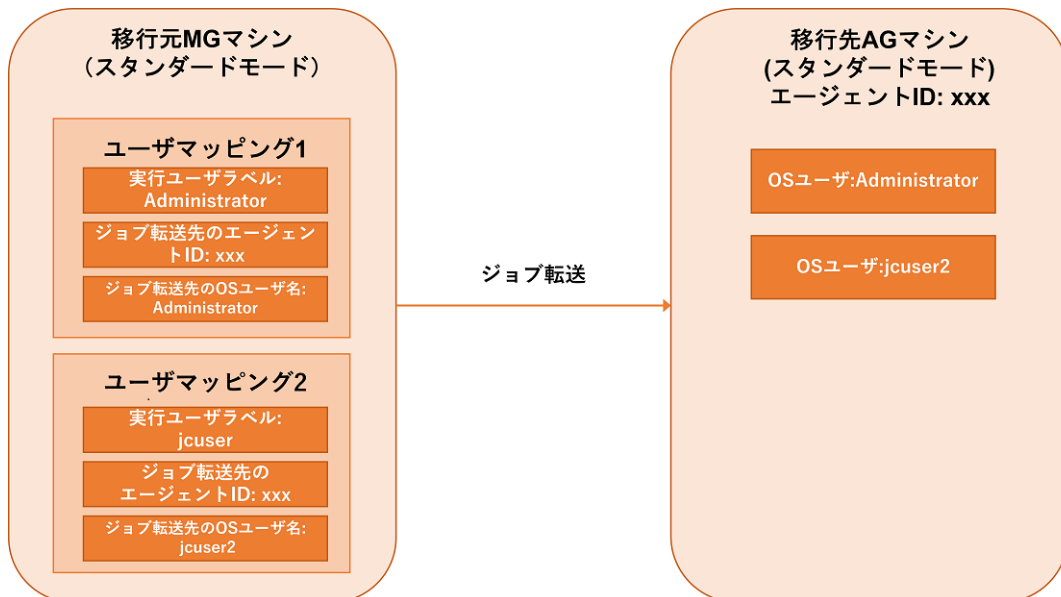 移行元MGマシン
（スタンダードモード）
ユーザマッピング1
実行ユーザラベル:
Administrator
ジョブ転送先のエージェン
トID: xxx
ジョブ転送先のOSユーザ名:
Administrator
ユーザマッピング2
実行ユーザラベル:
jcuser
ジョブ転送先の
エージェントID: xxx
ジョブ転送先のOSユーザ名:
jcuser2
ジョブ転送
移行先AGマシン
(スタンダードモード)
エージェントID: xxx
OSユーザ:Administrator
OSユーザ:jcuser2